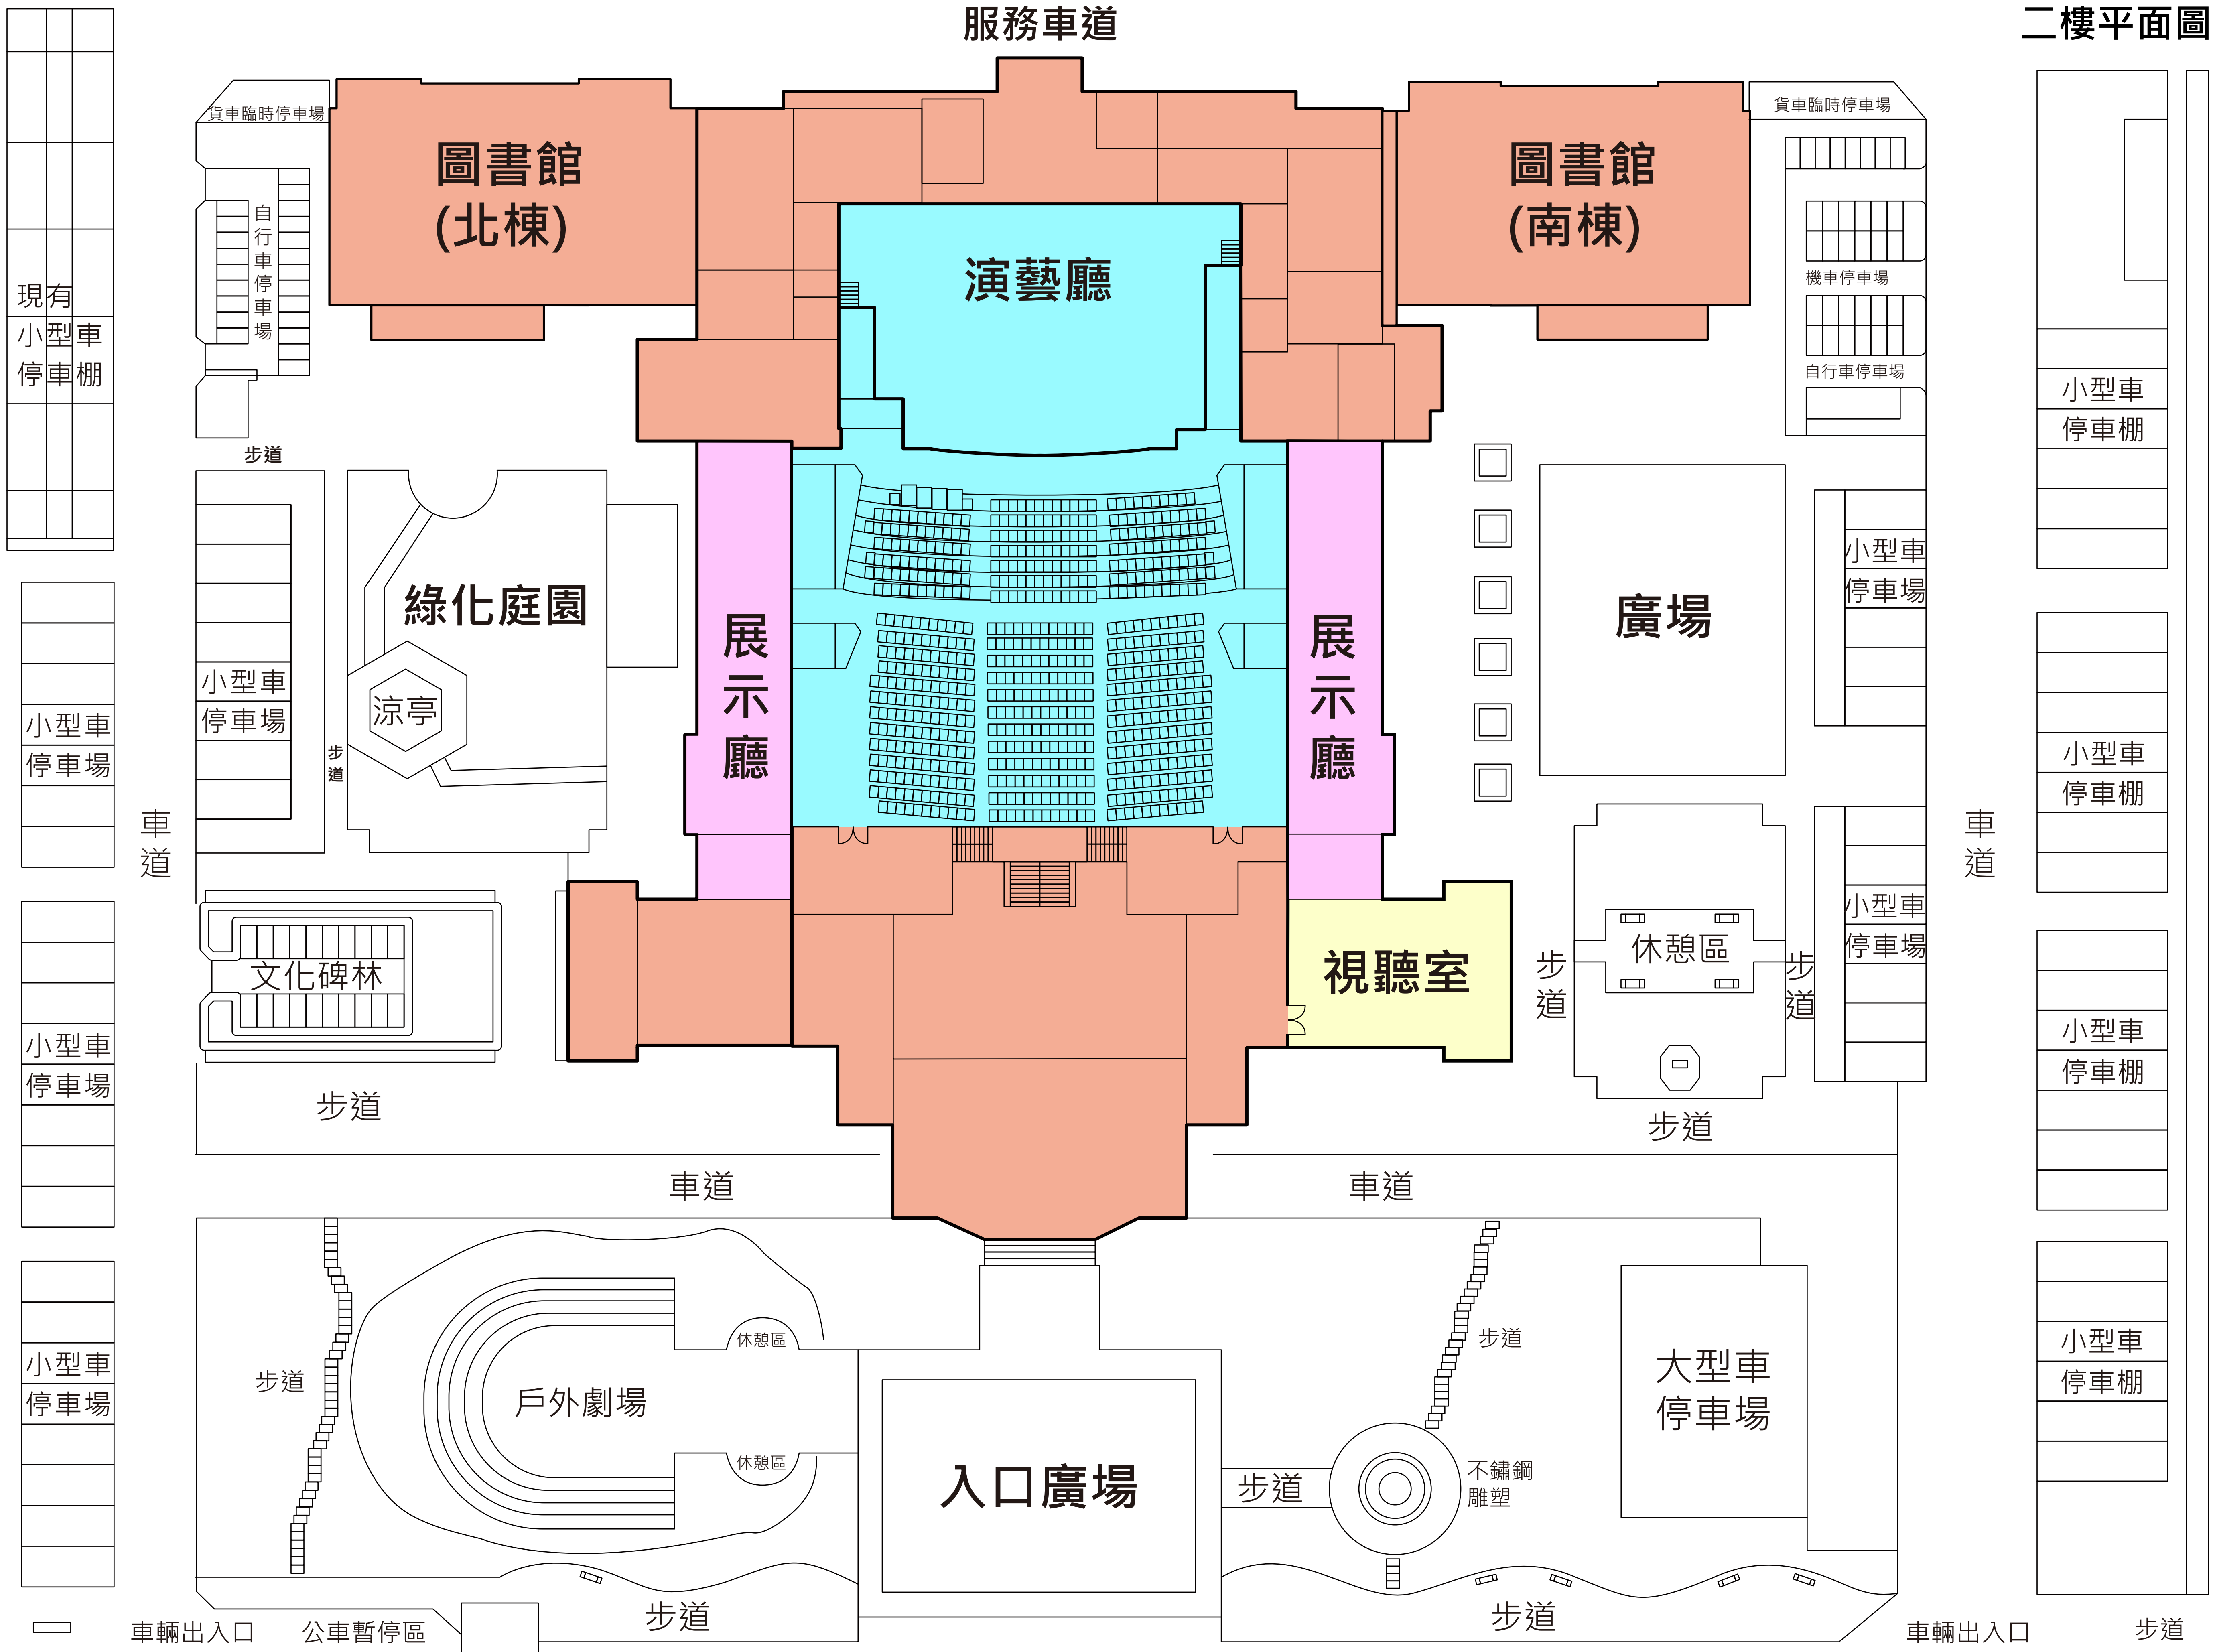 服務車道
二樓平面圖
貨車臨時停車場
圖書館
(北棟)
圖書館
(南棟)
貨車臨時停車場
自行車停車場
演藝廳
機車停車場
現有
小型車
停車棚
自行車停車場
小型車
停車棚
步道
綠化庭園
展示廳
展示廳
廣場
小型車
停車場
小型車
停車場
涼亭
小型車
停車場
步道
小型車
停車棚
車道
車道
小型車
停車場
文化碑林
視聽室
步道
休憩區
步道
小型車
停車場
小型車
停車棚
步道
步道
車道
車道
休憩區
步道
小型車
停車場
步道
戶外劇場
大型車
停車場
小型車
停車棚
休憩區
入口廣場
步道
不鏽鋼
雕塑
車輛出入口
公車暫停區
步道
步道
車輛出入口
步道